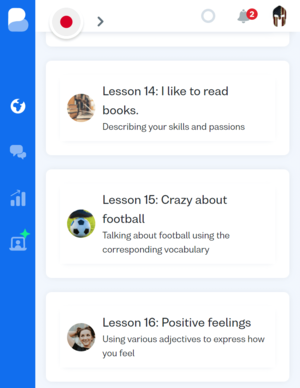 2
Lesson 14: I like to read
books.
Describing your skills and passions
Lesson 15: Crazy about
football
Talking about football using the
corresponding vocabulary
Lesson 16: Positive feelings
Using various adjectives to express how
you feel